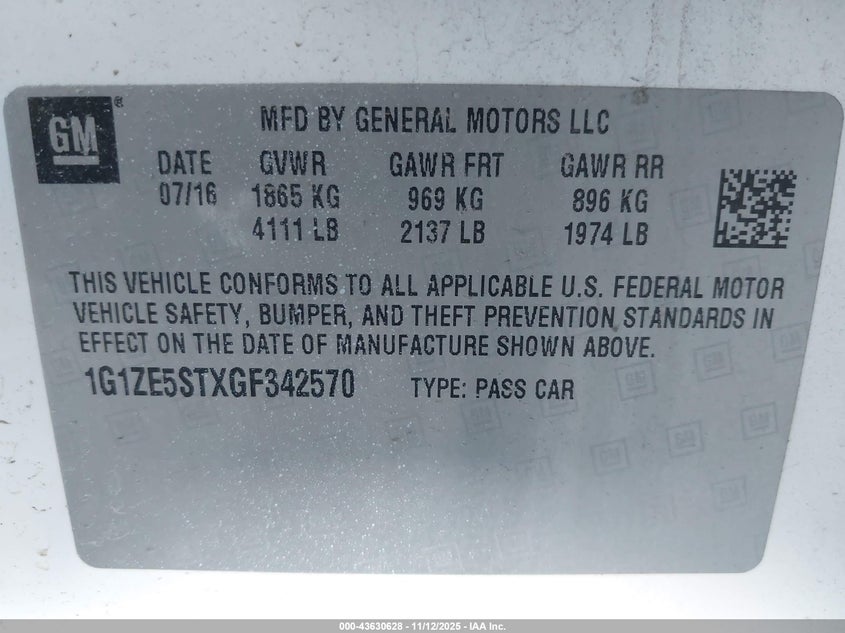 GM®
MFD BY GENERAL MOTORS LLC
DATE GVWR GAWR FRT GAWR RR
07/16 1865 KG 969 KG 896 KG
4111 LB 2137 LB 1974 LB
THIS VEHICLE CONFORMS TO ALL APPLICABLE U.S. FEDERAL MOTOR
VEHICLE SAFETY, BUMPER, AND THEFT PREVENTION STANDARDS IN
EFFECT ON THE DATE OF MANUFACTURE SHOWN ABOVE.
1G1ZE5STXGF342570 TYPE: PASS CAR
000-43630628 - 11/12/2025 - IAA Inc.